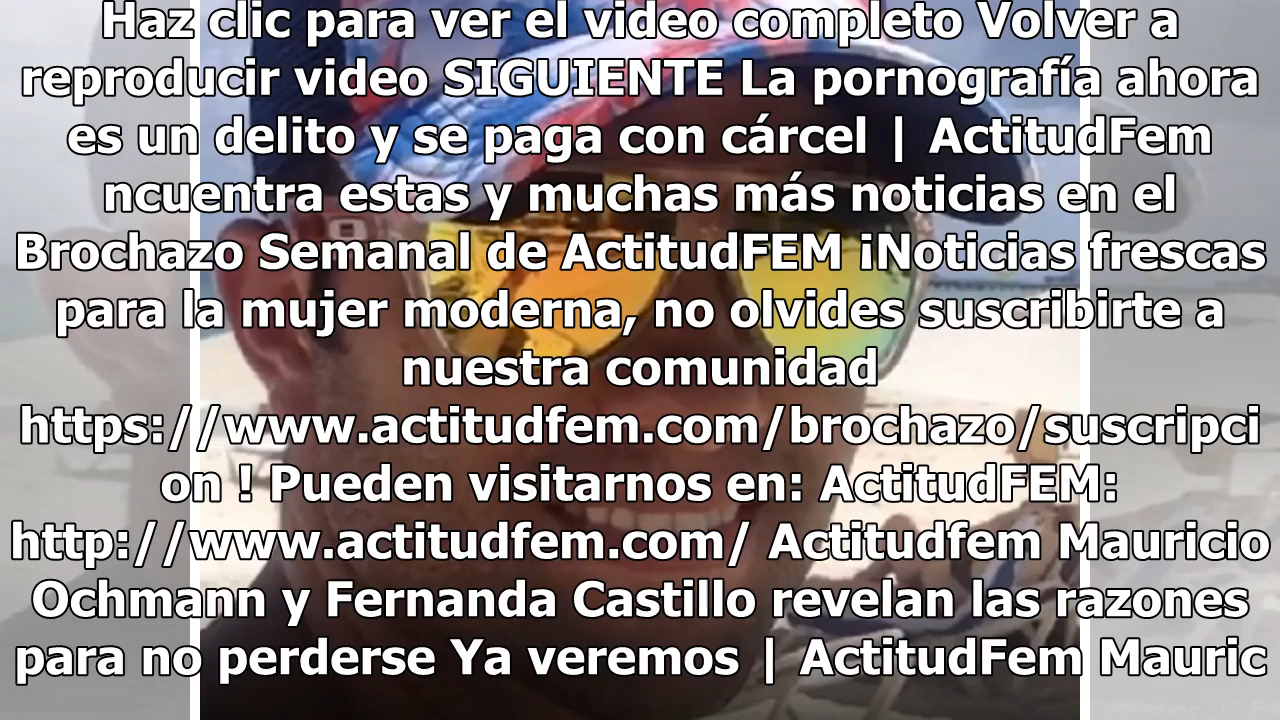 Haz clic para ver el video completo Volver a
reproducir video SIGUIENTE La pornografía ahora
es un delito y se paga con cárcel | ActitudFem
ncuentra estas y muchas más noticias en el
Brochazo Semanal de ActitudFEM ¡Noticias frescas
para la mujer moderna, no olvides suscribirte a
nuestra comunidad
https://www.actitudfem.com/brochazo/suscripci
on ! Pueden visitarnos en: ActitudFEM:
http://www.actitudfem.com/ Actitudfem Mauricio
Ochmann y Fernanda Castillo revelan las razones
para no perderse Ya veremos | ActitudFem Mauric